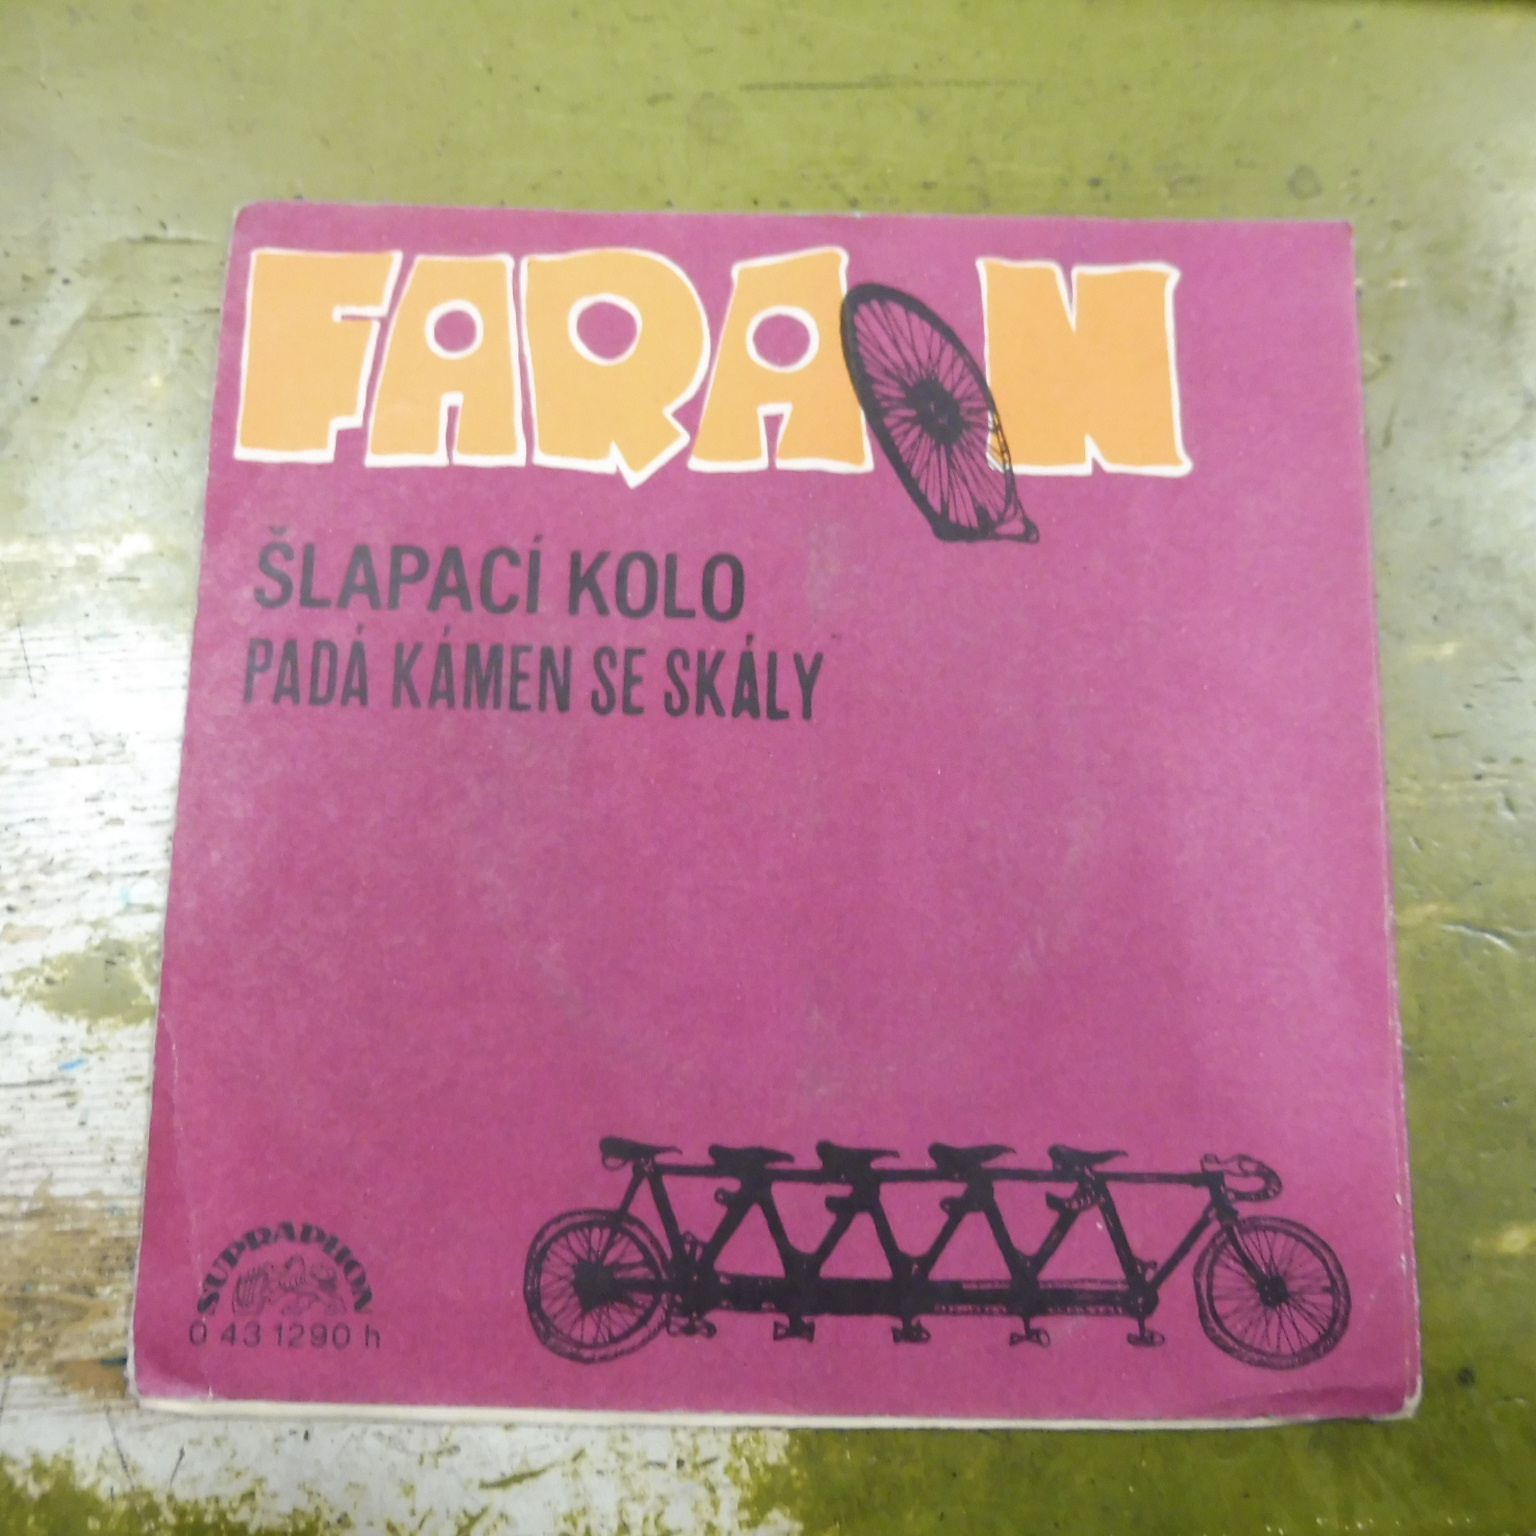 FARAON
ŠLAPACÍ KOLO
PADÁ KÁMEN SE SKÁLY
SUPRAPHON
0 43 1290 h